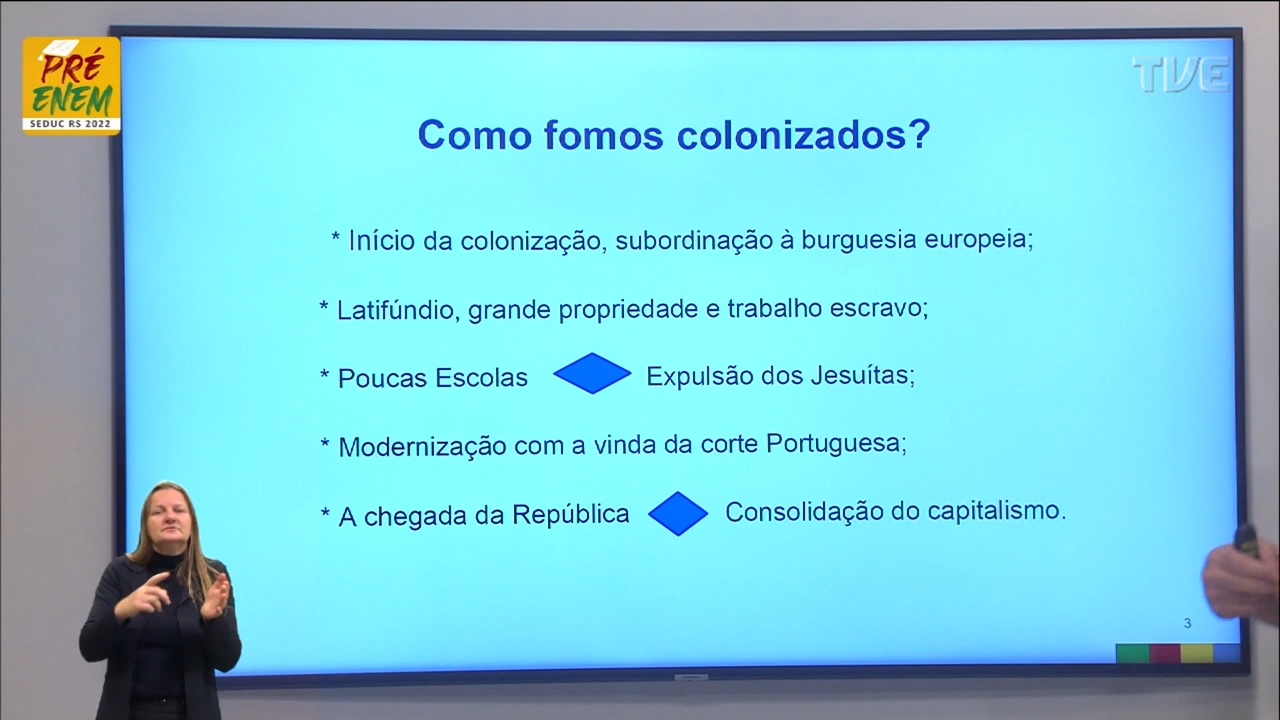 PRÉ
ENEM
SEDUC RS 2022
TVE
Como fomos colonizados?
* Início da colonização, subordinação à burguesia europeia;
* Latifúndio, grande propriedade e trabalho escravo;
* Poucas Escolas Expulsão dos Jesuítas;
* Modernização com a vinda da corte Portuguesa;
* A chegada da República Consolidação do capitalismo.
3